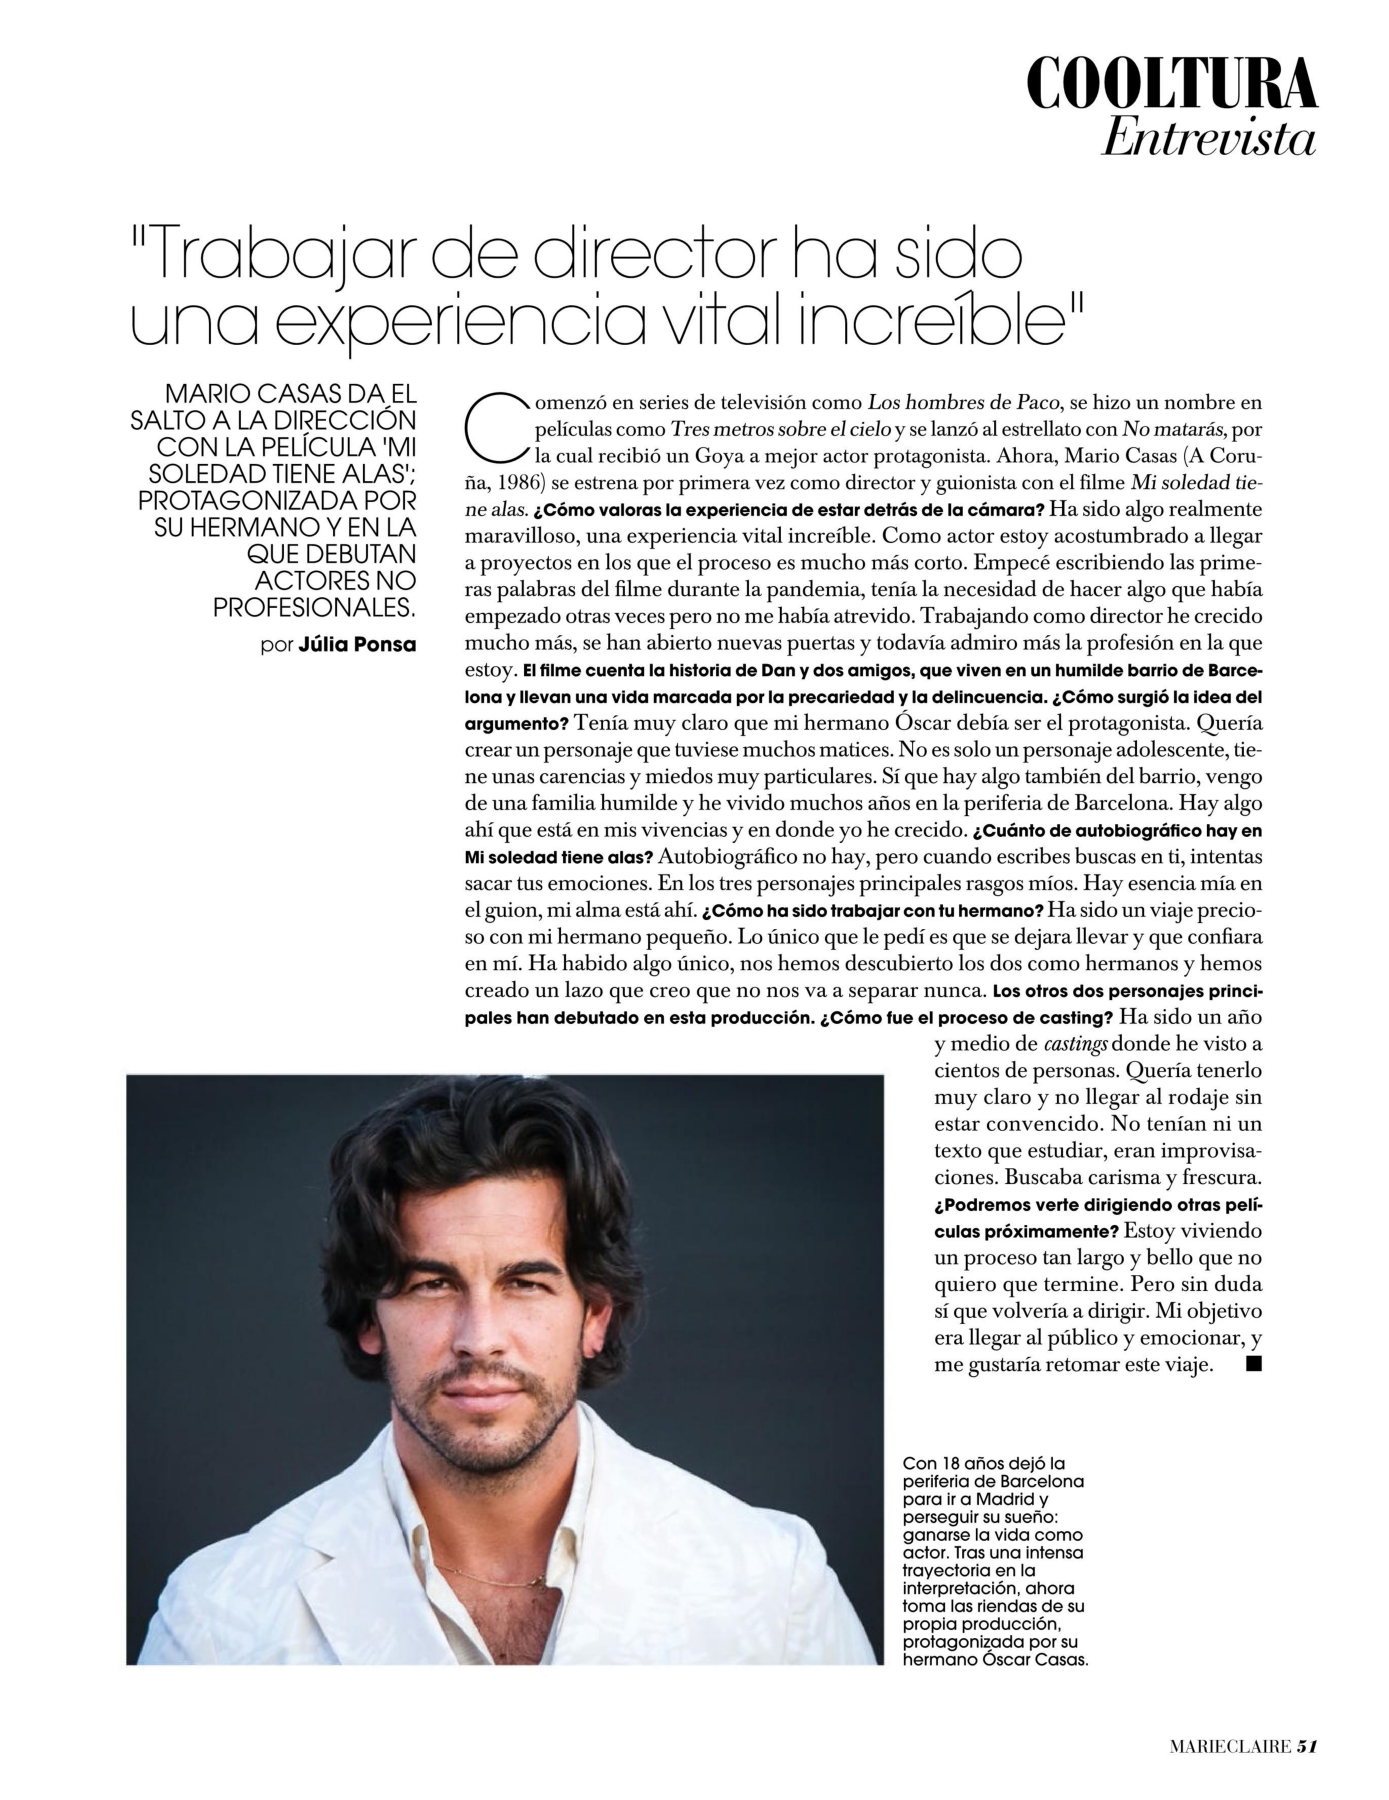 COOLTURA
Entrevista
"Trabajar de director ha sido
una experiencia vital increíble"
MARIO CASAS DA EL
SALTO A LA DIRECCIÓN
CON LA PELÍCULA 'MI
SOLEDAD TIENE ALAS';
PROTAGONIZADA POR
SU HERMANO Y EN LA
QUE DEBUTAN
ACTORES NO
PROFESIONALES.
por Júlia Ponsa
Comenzó en series de televisión como Los hombres de Paco, se hizo un nombre en
películas como Tres metros sobre el cielo y se lanzó al estrellato con No matarás, por
la cual recibió un Goya a mejor actor protagonista. Ahora, Mario Casas (A Coru-
ña, 1986) se estrena por primera vez como director y guionista con el filme Mi soledad tie-
ne alas. ¿Cómo valoras la experiencia de estar detrás de la cámara? Ha sido algo realmente
maravilloso, una experiencia vital increíble. Como actor estoy acostumbrado a llegar
a proyectos en los que el proceso es mucho más corto. Empecé escribiendo las prime-
ras palabras del filme durante la pandemia, tenía la necesidad de hacer algo que había
empezado otras veces pero no me había atrevido. Trabajando como director he crecido
mucho más, se han abierto nuevas puertas y todavía admiro más la profesión en la que
estoy. El filme cuenta la historia de Dan y dos amigos, que viven en un humilde barrio de Barce-
lona y llevan una vida marcada por la precariedad y la delincuencia. ¿Cómo surgió la idea del
argumento? Tenía muy claro que mi hermano Óscar debía ser el protagonista. Quería
crear un personaje que tuviese muchos matices. No es solo un personaje adolescente, tie-
ne unas carencias y miedos muy particulares. Sí que hay algo también del barrio, vengo
de una familia humilde y he vivido muchos años en la periferia de Barcelona. Hay algo
ahí que está en mis vivencias y en donde yo he crecido. ¿Cuánto de autobiográfico hay en
Mi soledad tiene alas? Autobiográfico no hay, pero cuando escribes buscas en ti, intentas
sacar tus emociones. En los tres personajes principales rasgos míos. Hay esencia mía en
el guion, mi alma está ahí. ¿Cómo ha sido trabajar con tu hermano? Ha sido un viaje precio-
so con mi hermano pequeño. Lo único que le pedí es que se dejara llevar y que confiara
en mí. Ha habido algo único, nos hemos descubierto los dos como hermanos y hemos
creado un lazo que creo que no nos va a separar nunca. Los otros dos personajes princi-
pales han debutado en esta producción. ¿Cómo fue el proceso de casting? Ha sido un año
y medio de castings donde he visto a
cientos de personas. Quería tenerlo
muy claro y no llegar al rodaje sin
estar convencido. No tenían ni un
texto que estudiar, eran improvisa-
ciones. Buscaba carisma y frescura.
¿Podremos verte dirigiendo otras pelí-
culas próximamente? Estoy viviendo
un proceso tan largo y bello que no
quiero que termine. Pero sin duda
sí que volvería a dirigir. Mi objetivo
era llegar al público y emocionar, y
me gustaría retomar este viaje. ■
Con 18 años dejó la
periferia de Barcelona
para ir a Madrid y
perseguir su sueño:
ganarse la vida como
actor. Tras una intensa
trayectoria en la
interpretación, ahora
toma las riendas de su
propia producción,
protagonizada por su
hermano Óscar Casas.
MARIECLAIRE 51